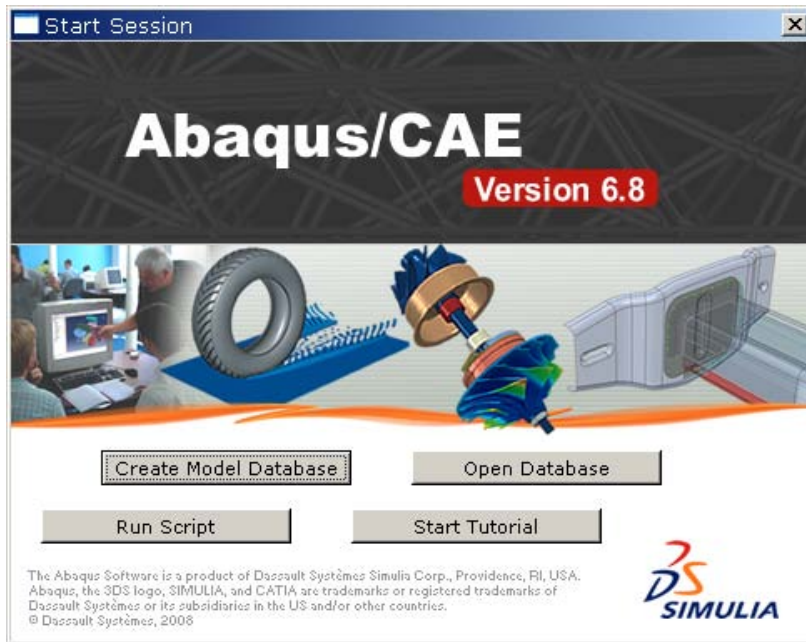 Start Session
Abaqus/CAE
Version 6.8
Create Model Database
Open Database
Run Script
Start Tutorial
The Abaqus Software is a product of Dassault Systèmes Simulia Corp., Providence, RI, USA.
Abaqus, the 3DS logo, SIMULIA, and CATIA are trademarks or registered trademarks of
Dassault Systèmes or its subsidiaries in the US and/or other countries.
© Dassault Systèmes, 2008
SIMULIA